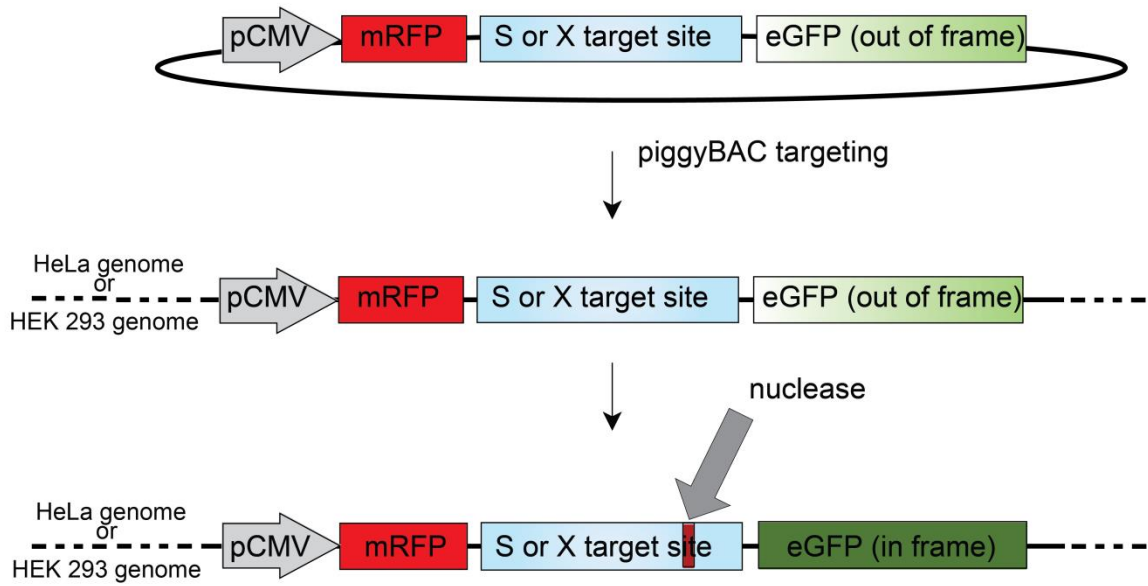 pCMV mRFP S or X target site eGFP (out of frame)
piggyBAC targeting
HeLa genome
or
HEK 293 genome
pCMV mRFP S or X target site eGFP (out of frame)
nuclease
HeLa genome
or
HEK 293 genome
pCMV mRFP S or X target site eGFP (in frame)